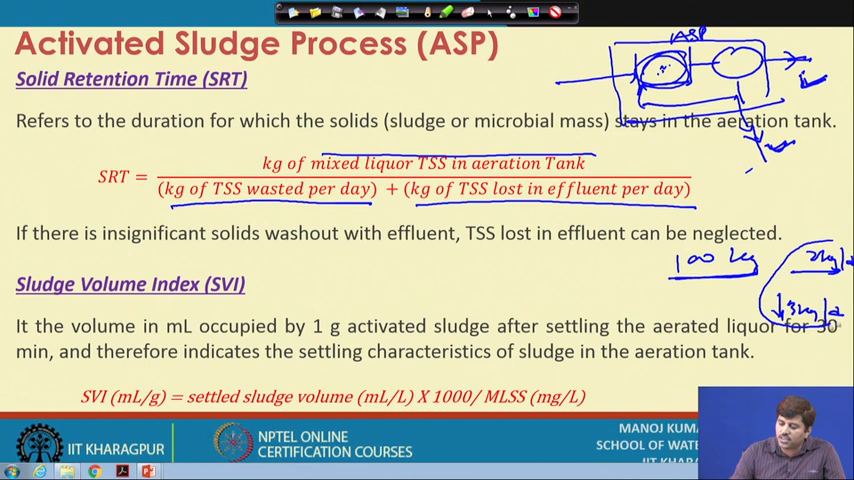 Activated Sludge Process (ASP)
ASP
Solid Retention Time (SRT)
Refers to the duration for which the solids (sludge or microbial mass) stays in the aeration tank.
SRT = kg of mixed liquor TSS in aeration Tank
(kg of TSS wasted per day) + (kg of TSS lost in effluent per day)
If there is insignificant solids washout with effluent, TSS lost in effluent can be neglected.
100 kg
2kg/d
3kg/d
Sludge Volume Index (SVI)
It the volume in mL occupied by 1 g activated sludge after settling the aerated liquor for 30
min, and therefore indicates the settling characteristics of sludge in the aeration tank.
SVI (mL/g) = settled sludge volume (mL/L) X 1000/ MLSS (mg/L)
IIT KHARAGPUR
NPTEL ONLINE
CERTIFICATION COURSES
MANOJ KUM
SCHOOL OF WATE
IIT KHARA